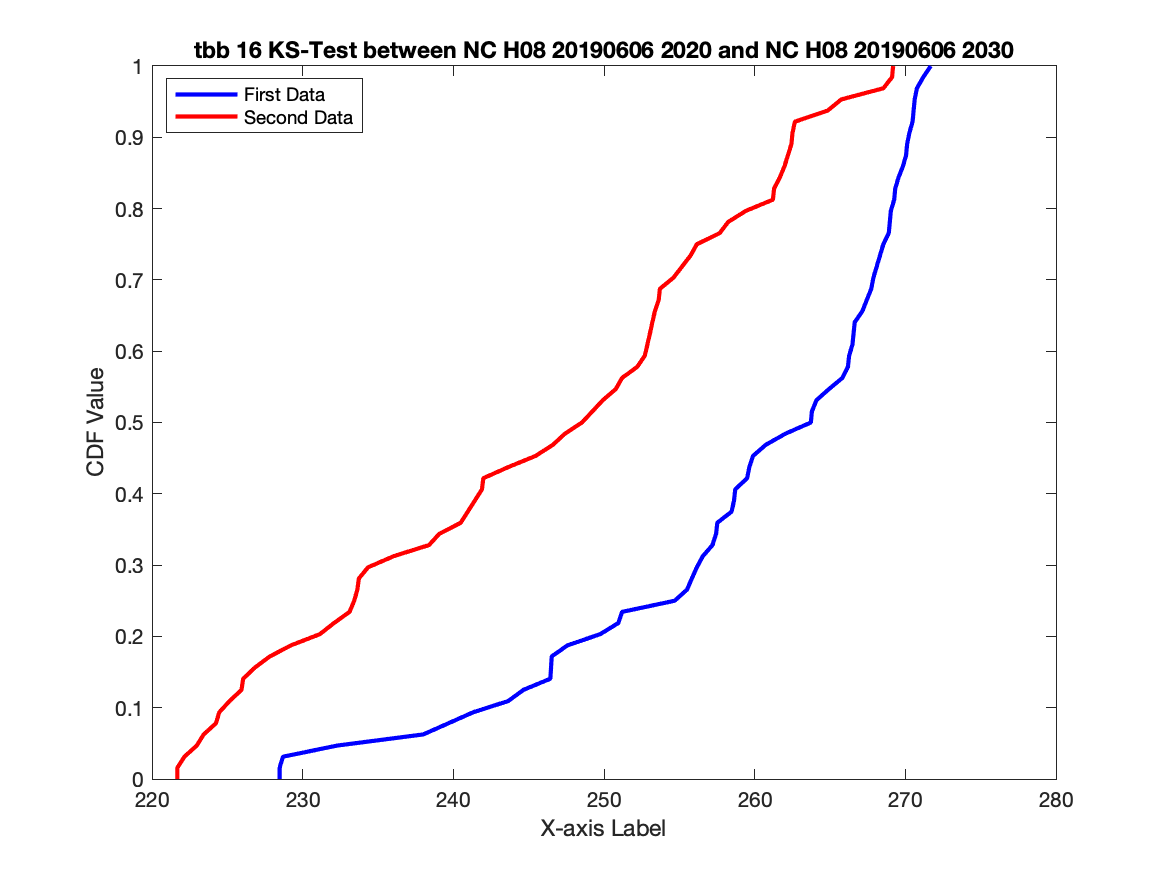 tbb 16 KS-Test between NC H08 20190606 2020 and NC H08 20190606 2030
First Data
Second Data
1
0.9
0.8
0.7
0.6
0.5
0.4
0.3
0.2
0.1
0
CDF Value
220 230 240 250 260 270 280
X-axis Label